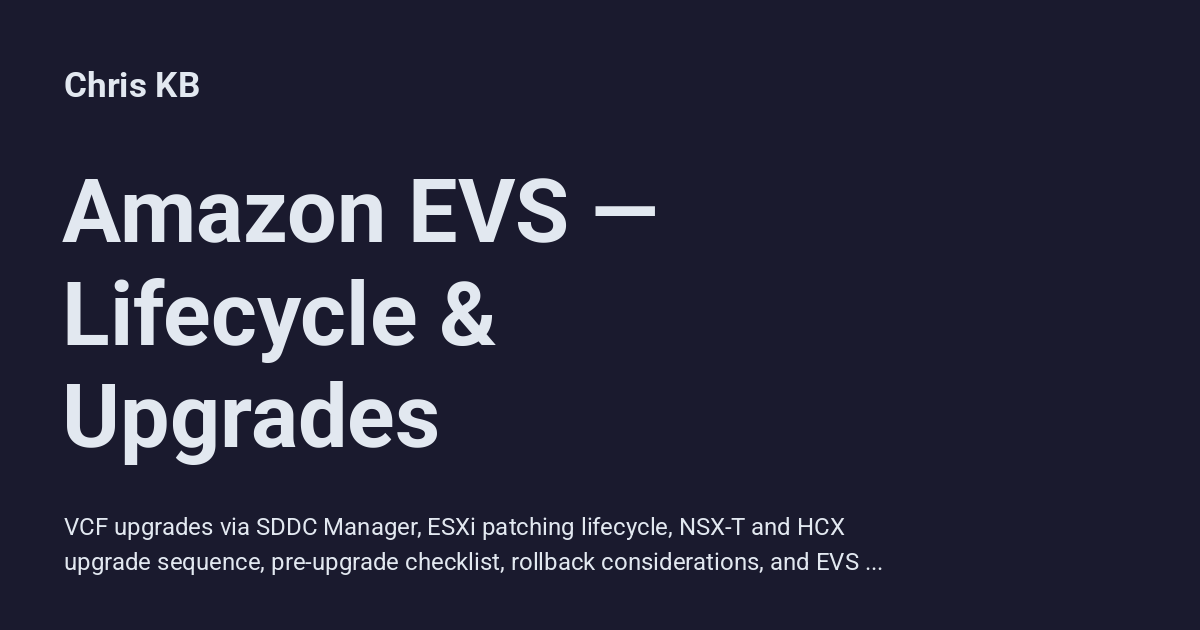 Chris KB
Amazon EVS —
Lifecycle &
Upgrades
VCF upgrades via SDDC Manager, ESXi patching lifecycle, NSX-T and HCX
upgrade sequence, pre-upgrade checklist, rollback considerations, and EVS ...